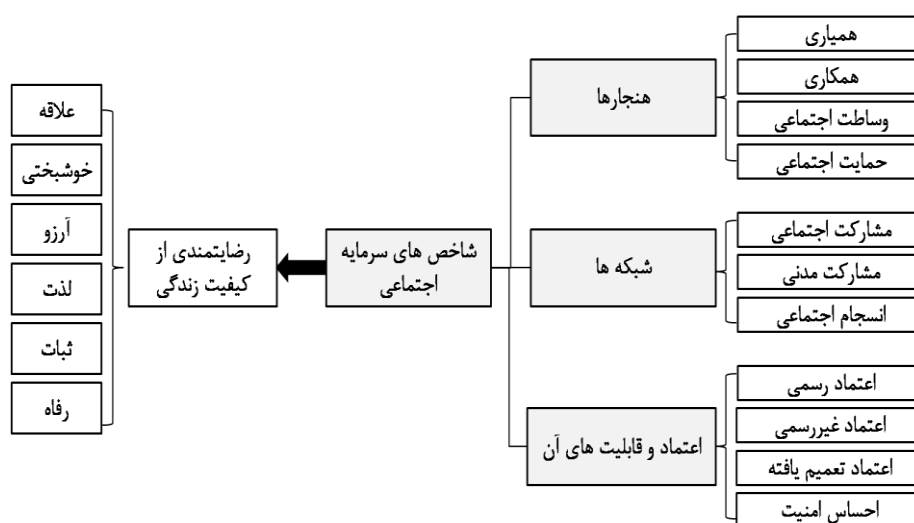 همیاری
همکاری
وساطت اجتماعی
حمایت اجتماعی
هنجارها
مشارکت اجتماعی
مشارکت مدنی
انسجام اجتماعی
شبکه ها
اعتماد رسمی
اعتماد غیررسمی
اعتماد تعمیم یافته
احساس امنیت
اعتماد و قابلیت های آن
شاخص های سرمایه
اجتماعی
رضایتمندی از
کیفیت زندگی
علاقه
خوشبختی
آرزو
لذت
ثبات
رفاه